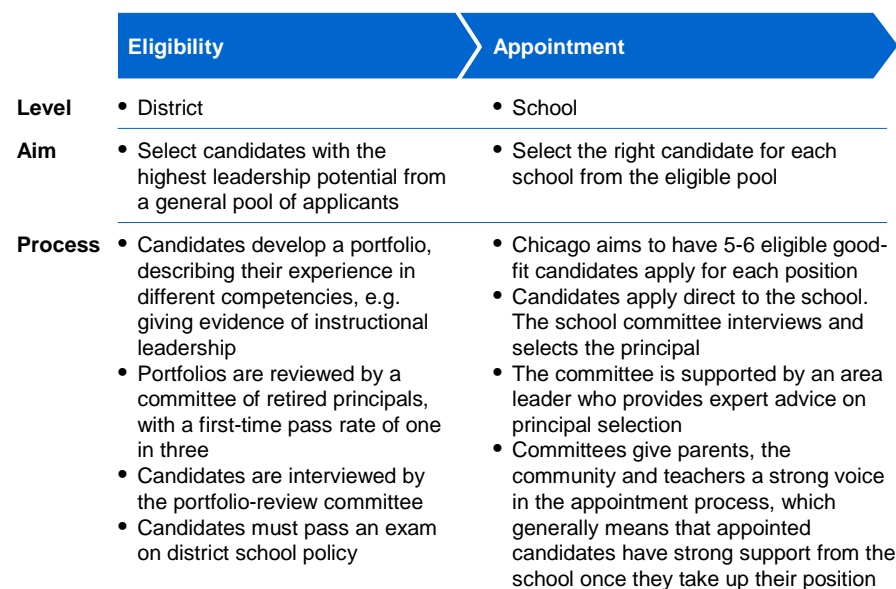 Eligibility
Appointment
Level
• District
• School
Aim
• Select candidates with the
highest leadership potential from
a general pool of applicants
• Select the right candidate for each
school from the eligible pool
Process
• Candidates develop a portfolio,
describing their experience in
different competencies, e.g.
giving evidence of instructional
leadership
• Portfolios are reviewed by a
committee of retired principals,
with a first-time pass rate of one
in three
• Candidates are interviewed by
the portfolio-review committee
• Candidates must pass an exam
on district school policy
• Chicago aims to have 5-6 eligible good-
fit candidates apply for each position
• Candidates apply direct to the school.
The school committee interviews and
selects the principal
• The committee is supported by an area
leader who provides expert advice on
principal selection
• Committees give parents, the
community and teachers a strong voice
in the appointment process, which
generally means that appointed
candidates have strong support from the
school once they take up their position